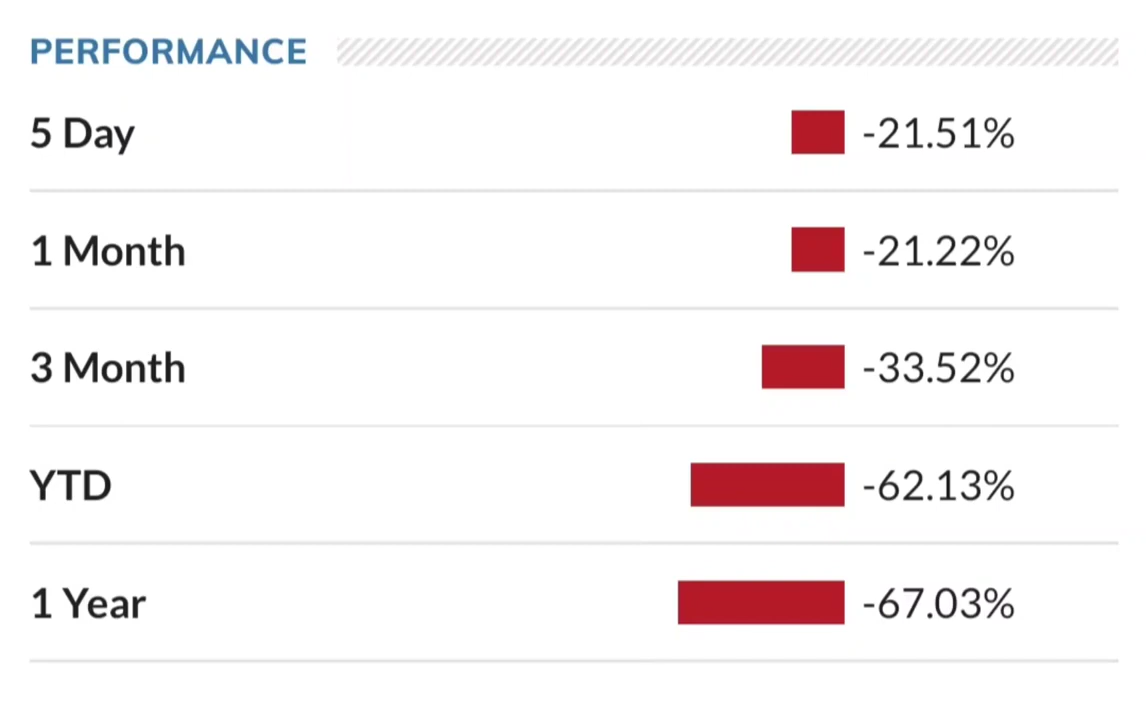 PERFORMANCE
5 Day -21.51%
1 Month -21.22%
3 Month -33.52%
YTD -62.13%
1 Year -67.03%